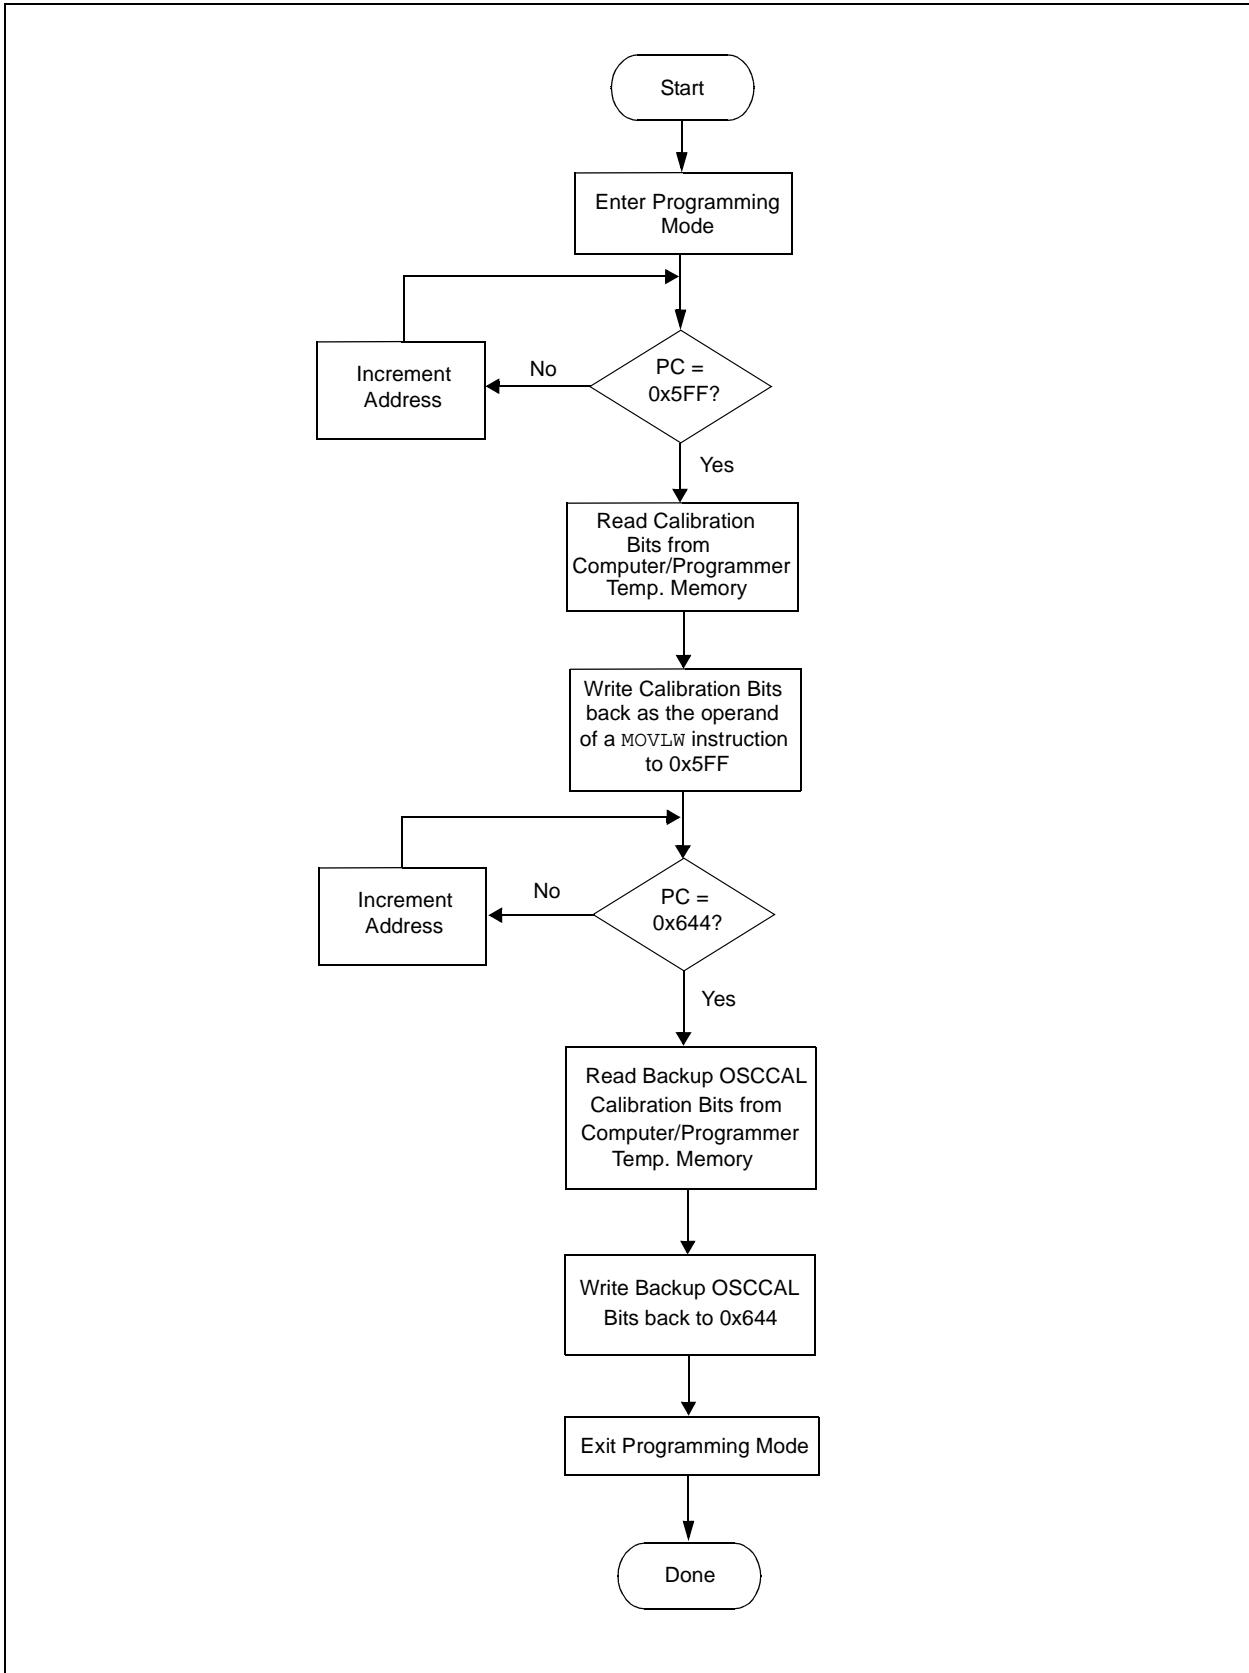 Start
Enter Programming
Mode
PC =
0x5FF?
No
Increment
Address
Yes
Read Calibration
Bits from
Computer/Programmer
Temp. Memory
Write Calibration Bits
back as the operand
of a MOVLW instruction
to 0x5FF
PC =
0x644?
No
Increment
Address
Yes
Read Backup OSCCAL
Calibration Bits from
Computer/Programmer
Temp. Memory
Write Backup OSCCAL
Bits back to 0x644
Exit Programming Mode
Done